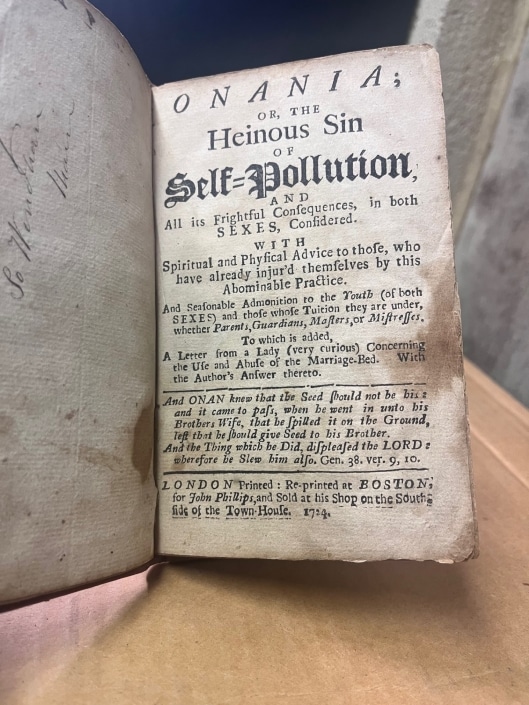 ONANIA;
OR, THE
Heinous Sin
OF
Self-Pollution,
AND
All its Frightful Conſequences, in both
SEXES, Conſidered.
WITH
Spiritual and Phyſical Advice to thoſe, who
have already injur'd themſelves by this
Abominable Practice.
And Seaſonable Admonition to the Youth (of both
SEXES) and thoſe whoſe Tuition they are under,
whether Parents, Guardians, Maſters, or Miſtreſſes.
To which is added,
A Letter from a Lady (very curious) Concerning
the Uſe and Abuſe of the Marriage-Bed. With
the Author's Anſwer thereto.
And ONAN knew that the Seed ſhould not be his:
and it came to paſs, when he went in unto his
Brothers Wife, that he ſpilled it on the Ground,
leſt that he ſhould give Seed to his Brother.
And the Thing which he Did, diſpleaſed the LORD:
wherefore he Slew him alſo. Gen. 38. ver. 9, 10.
LONDON Printed: Re-printed at BOSTON,
for John Phillips, and Sold at his Shop on the South-
ſide of the Town-Houſe. 1724.